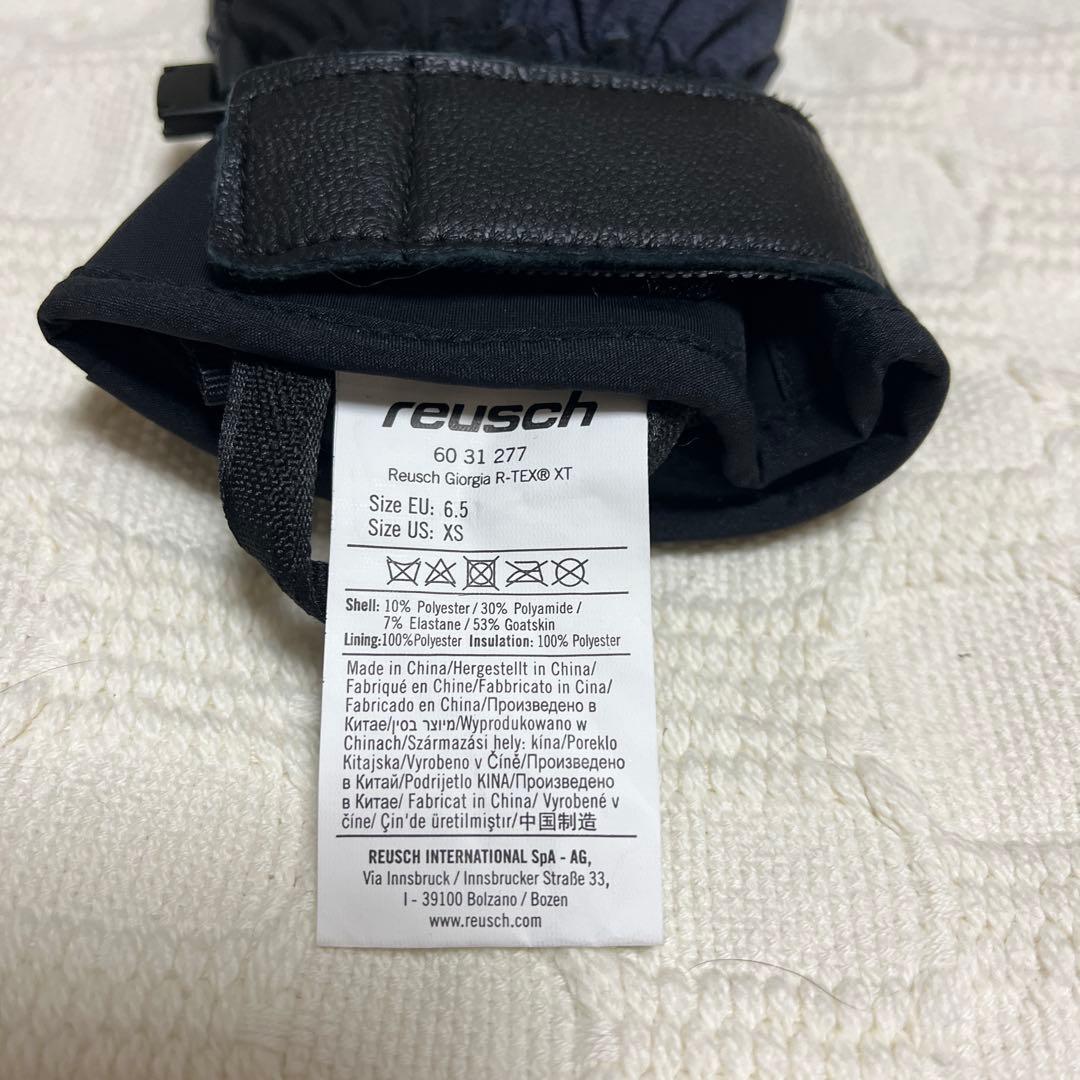 reusch
60 31 277
Reusch Giorgia R-TEX® XT
Size EU: 6.5
Size US: XS
Shell: 10% Polyester / 30% Polyamide /
7% Elastane / 53% Goatskin
Lining:100%Polyester Insulation: 100% Polyester
Made in China/Hergestellt in China/
Fabriqué en Chine/Fabbricato in Cina/
Fabricado en China/Произведено в
Китае/מיוצר בסין/Wyprodukowano w
Chinach/Származási hely: kína/Poreklo
Kitajska/Vyrobeno v Číně/Произведено
в Китай/Podrijetlo KINA/Произведено
в Китае/ Fabricat in China/ Vyrobené v
číne/ Çin'de üretilmiştir/中国制造
REUSCH INTERNATIONAL SpA - AG,
Via Innsbruck / Innsbrucker Straße 33,
I - 39100 Bolzano / Bozen
www.reusch.com